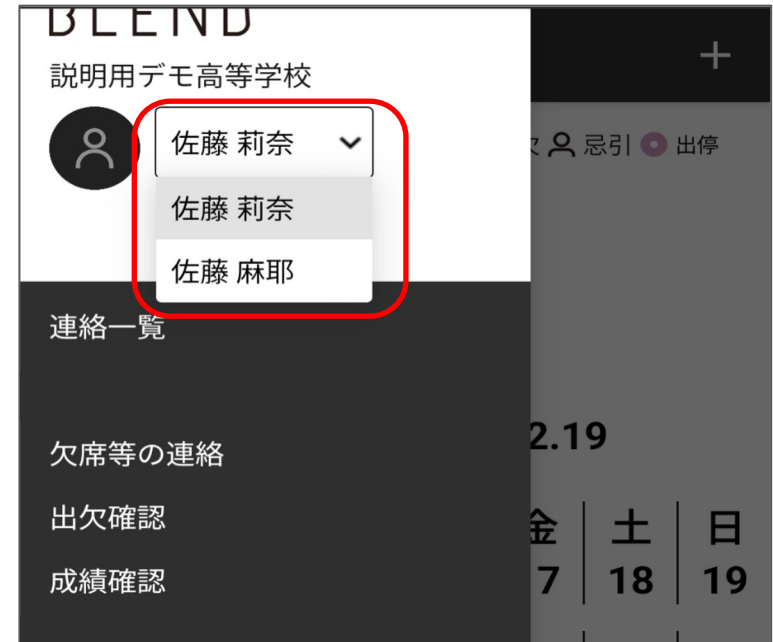 BLEND
説明用デモ高等学校
佐藤 莉奈
佐藤 莉奈
佐藤 麻耶
連絡一覧
欠席等の連絡
出欠確認
成績確認
+
忌引 出停
2.19
金 土 日
7 18 19